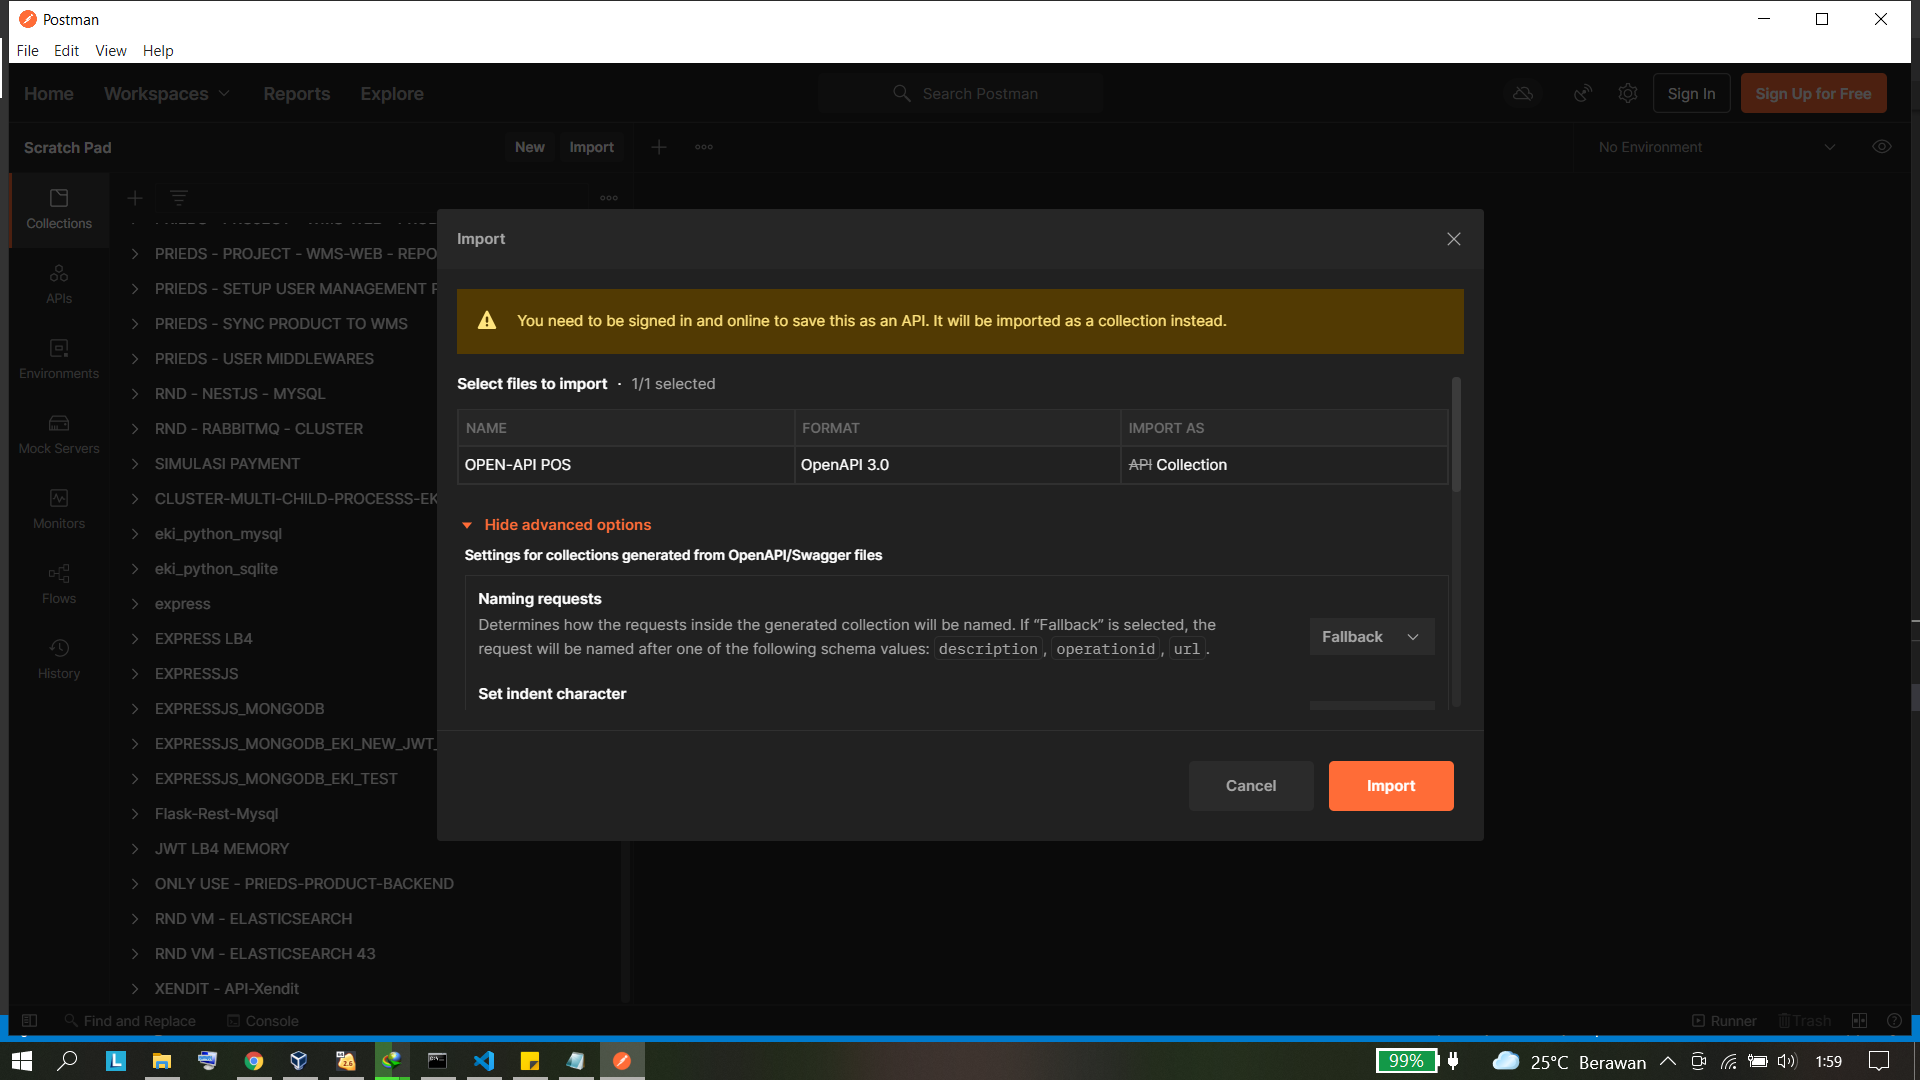 Postman
File Edit View Help
Home Workspaces Reports Explore
Search Postman
Sign In
Sign Up for Free
Scratch Pad
New Import
No Environment
Collections
APIs
Environments
Mock Servers
Monitors
Flows
History
PRIEDS - PROJECT - WMS-WEB - REPO
PRIEDS - SETUP USER MANAGEMENT
PRIEDS - SYNC PRODUCT TO WMS
PRIEDS - USER MIDDLEWARES
RND - NESTJS - MYSQL
RND - RABBITMQ - CLUSTER
SIMULASI PAYMENT
CLUSTER-MULTI-CHILD-PROCESSS-EK
eki_python_mysql
eki_python_sqlite
express
EXPRESS LB4
EXPRESSJS
EXPRESSJS_MONGODB
EXPRESSJS_MONGODB_EKI_NEW_JWT_
EXPRESSJS_MONGODB_EKI_TEST
Flask-Rest-Mysql
JWT LB4 MEMORY
ONLY USE - PRIEDS-PRODUCT-BACKEND
RND VM - ELASTICSEARCH
RND VM - ELASTICSEARCH 43
XENDIT - API-Xendit
Import
You need to be signed in and online to save this as an API. It will be imported as a collection instead.
Select files to import · 1/1 selected
NAME FORMAT IMPORT AS
OPEN-API POS OpenAPI 3.0 API Collection
Hide advanced options
Settings for collections generated from OpenAPI/Swagger files
Naming requests
Determines how the requests inside the generated collection will be named. If “Fallback” is selected, the
request will be named after one of the following schema values: description, operationid, url.
Fallback
Set indent character
Cancel Import
Find and Replace Console
Runner Trash
99% 25°C Berawan 1:59